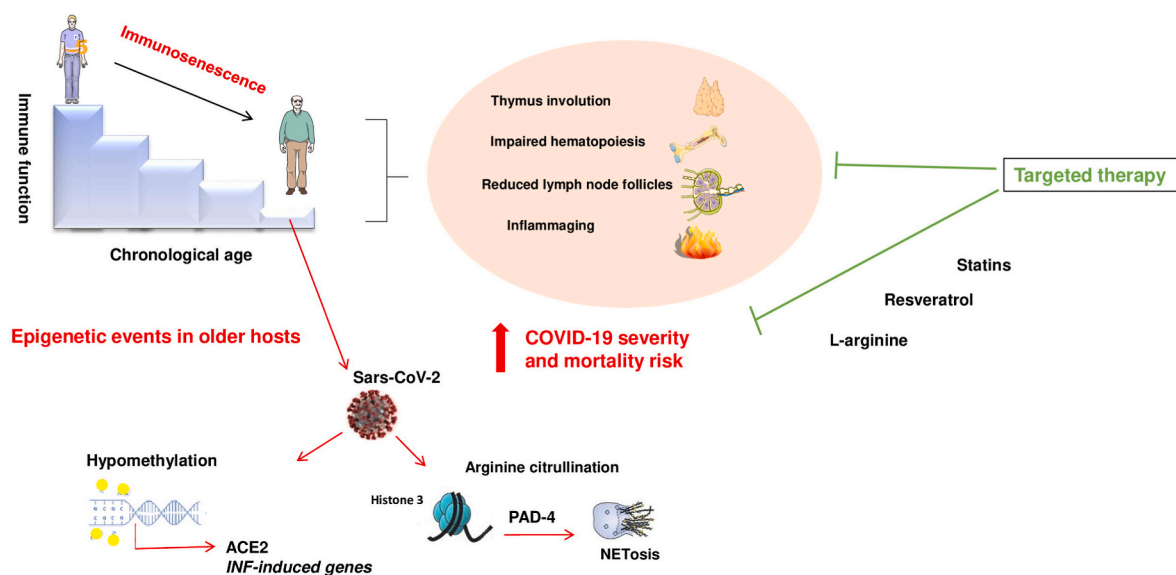 Immunosenescence
Immune function
Chronological age
Thymus involution
Impaired hematopoiesis
Reduced lymph node follicles
Inflammaging
Targeted therapy
Statins
Resveratrol
L-arginine
Epigenetic events in older hosts
COVID-19 severity
and mortality risk
Sars-CoV-2
Hypomethylation
ACE2
INF-induced genes
Arginine citrullination
Histone 3
PAD-4
NETosis